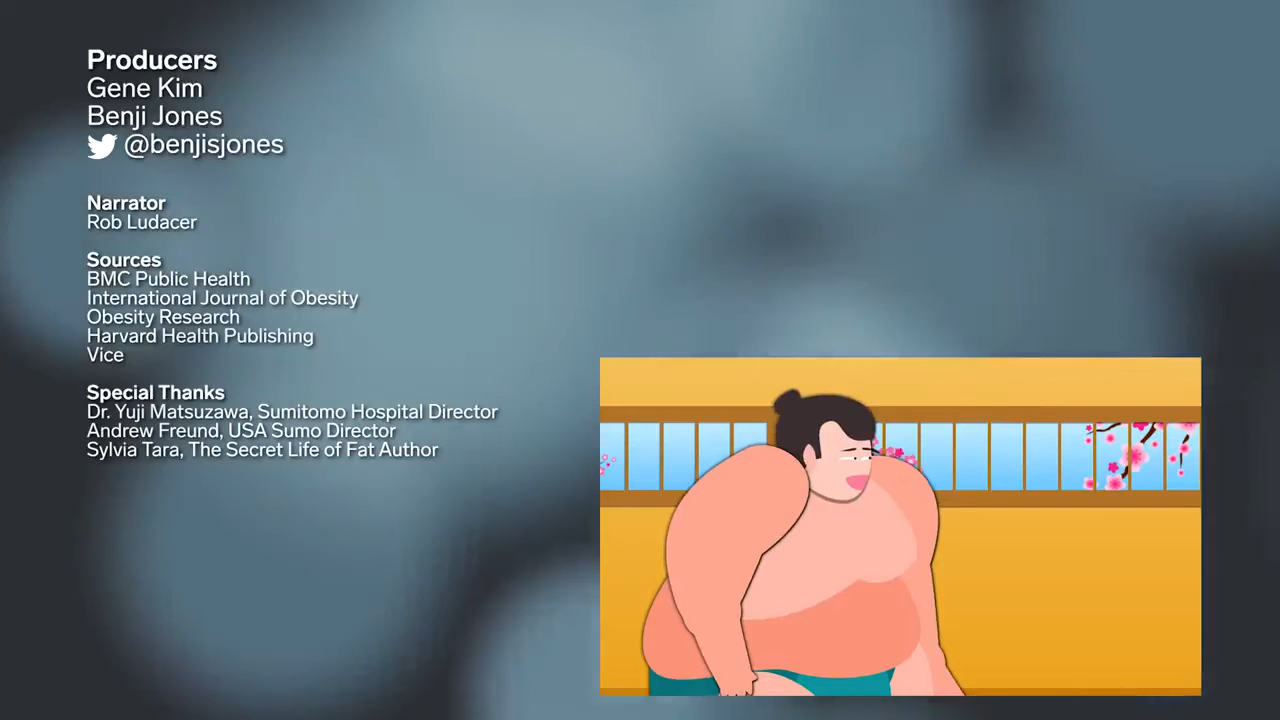 Producers
Gene Kim
Benji Jones
@benjisjones
Narrator
Rob Ludacer
Sources
BMC Public Health
International Journal of Obesity
Obesity Research
Harvard Health Publishing
Vice
Special Thanks
Dr. Yuji Matsuzawa, Sumitomo Hospital Director
Andrew Freund, USA Sumo Director
Sylvia Tara, The Secret Life of Fat Author